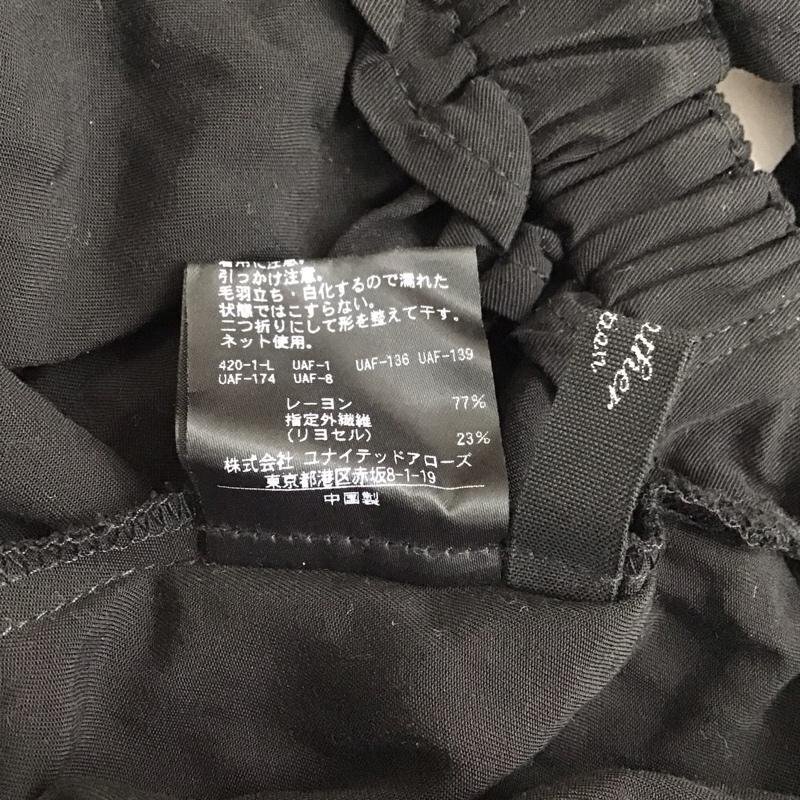 着用に注意。
引っかけ注意。
毛羽立ち・白化するので濡れた
状態ではこすらない。
二つ折りにして形を整えて干す。
ネット使用。
420-1-L UAF-1 UAF-136 UAF-139
UAF-174 UAF-8
レーヨン 77%
指定外繊維
(リヨセル) 23%
株式会社 ユナイテッドアローズ
東京都港区赤坂8-1-19
中国製